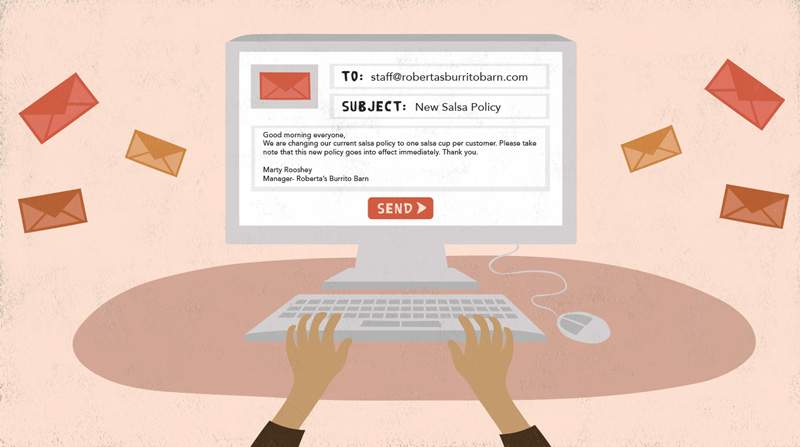 TO: staff@robertasburritobarn.com
SUBJECT: New Salsa Policy
Good morning everyone,
We are changing our current salsa policy to one salsa cup per customer. Please take
note that this new policy goes into effect immediately. Thank you.
Marty Rooshey
Manager- Roberta's Burrito Barn
SEND